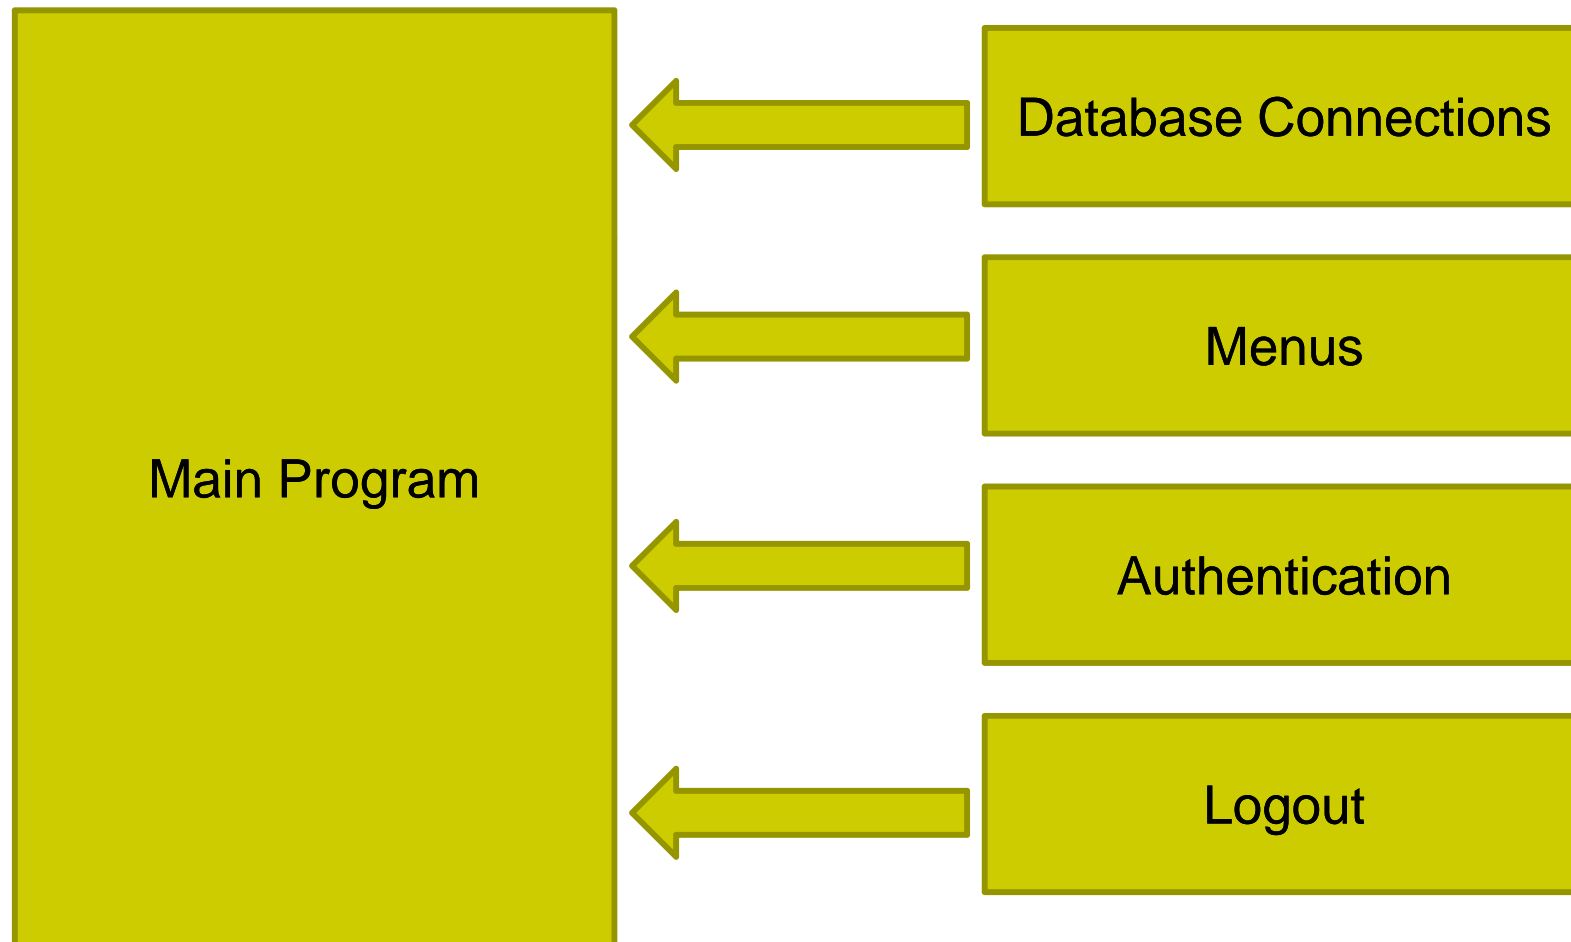 Database Connections
Menus
Main Program
Authentication
Logout